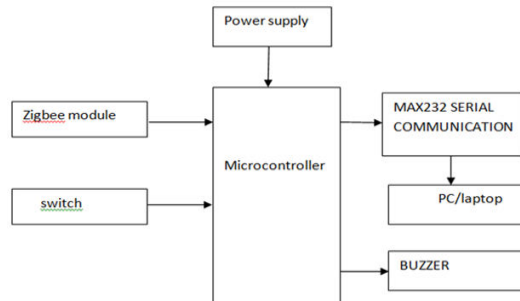 Power supply
Zigbee module
MAX232 SERIAL
COMMUNICATION
Microcontroller
switch
PC/laptop
BUZZER